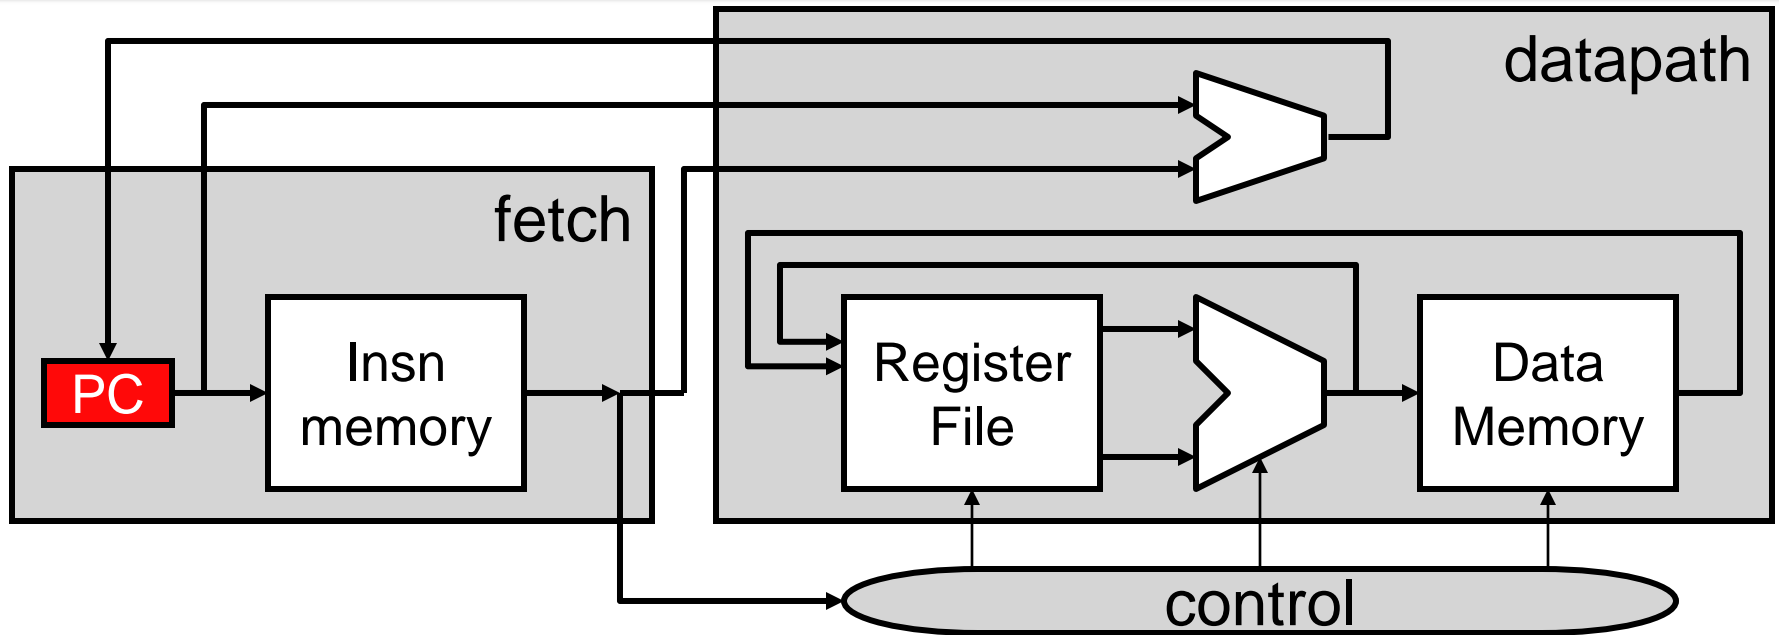 datapath
fetch
PC
Insn
memory
Register
File
Data
Memory
control